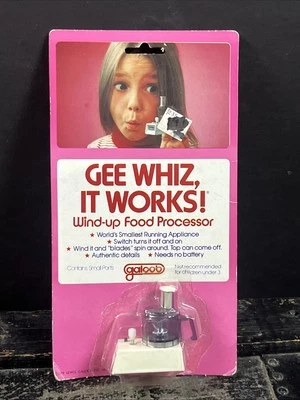 GEE WHIZ,
IT WORKS!
Wind-up Food Processor
★ World's Smallest Running Appliance
★ Switch turns it off and on
★ Wind it and "blades" spin around. Top can come off.
★ Authentic details ★ Needs no battery
Contains Small Parts
galoob
Not recommended
for children under 3